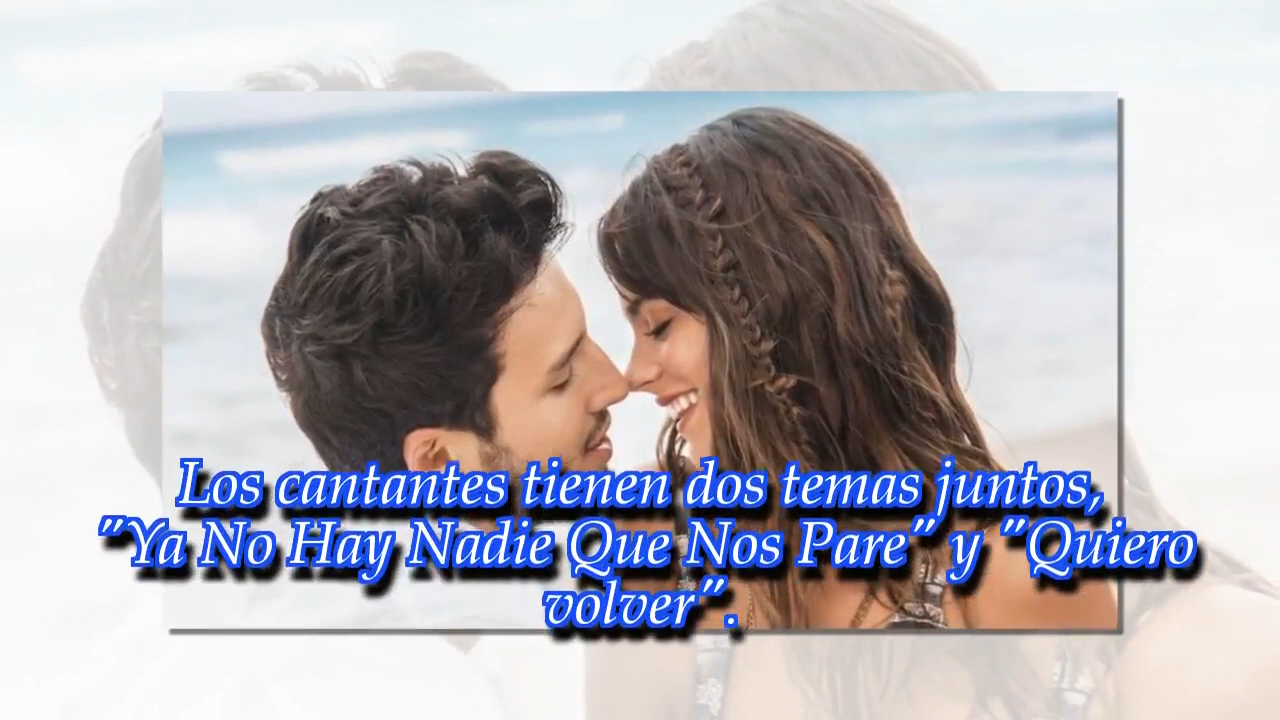 Los cantantes tienen dos temas juntos,
"Ya No Hay Nadie Que Nos Pare" y "Quiero
volver".